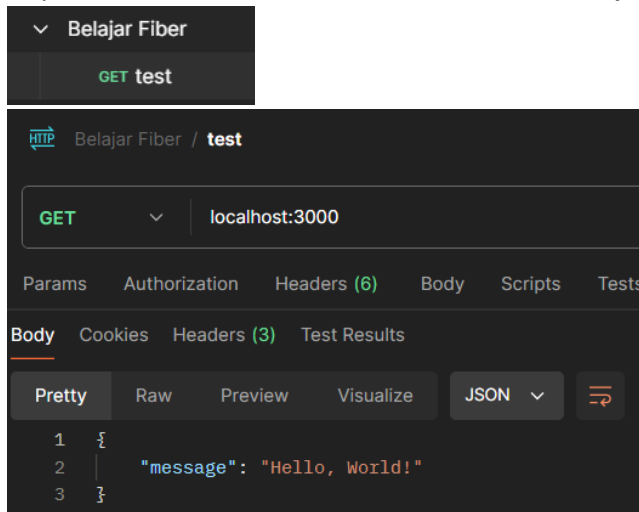 Belajar Fiber
GET test
HTTP Belajar Fiber / test
GET localhost:3000
Params Authorization Headers (6) Body Scripts Tests
Body Cookies Headers (3) Test Results
Pretty Raw Preview Visualize JSON
1 {
2 "message": "Hello, World!"
3 }